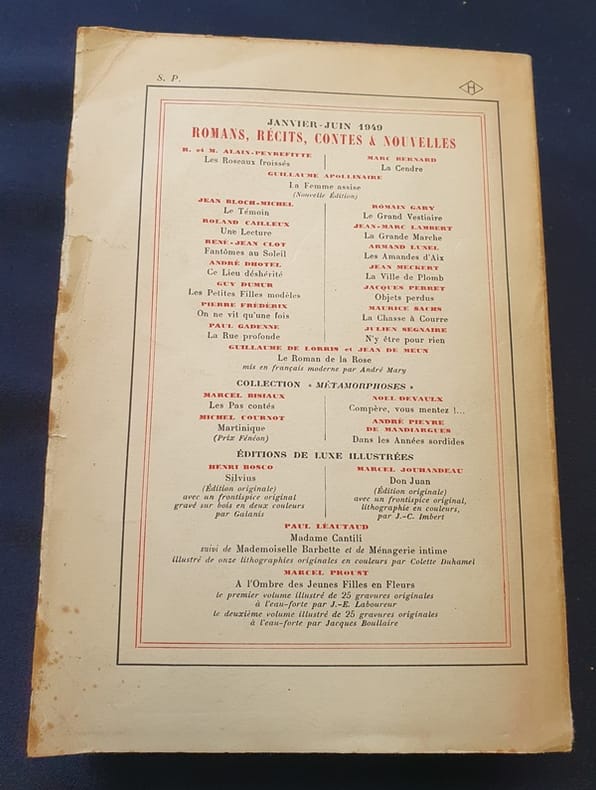 S. P.
H
JANVIER-JUIN 1949
ROMANS, RÉCITS, CONTES & NOUVELLES
R. et M. ALAIN-PEYREFITTE
Les Roseaux froissés
MARC BERNARD
La Cendre
GUILLAUME APOLLINAIRE
La Femme assise
(Nouvelle Édition)
JEAN BLOCH-MICHEL
Le Témoin
ROLAND CAILLEUX
Une Lecture
RENÉ-JEAN CLOT
Fantômes au Soleil
ANDRÉ DHOTEL
Ce Lieu déshérité
GUY DUMUR
Les Petites Filles modèles
PIERRE FRÉDÉRIX
On ne vit qu'une fois
PAUL GADENNE
La Rue profonde
ROMAIN GARY
Le Grand Vestiaire
JEAN-MARC LAMBERT
La Grande Marche
ARMAND LUNEL
Les Amandes d'Aix
JEAN MECKERT
La Ville de Plomb
JACQUES PERRET
Objets perdus
MAURICE SACHS
La Chasse à Courre
JULIEN SEGNAIRE
N'y être pour rien
GUILLAUME DE LORRIS et JEAN DE MEUN
Le Roman de la Rose
mis en français moderne par André Mary
COLLECTION « MÉTAMORPHOSES »
MARCEL BISIAUX
Les Pas contés
MICHEL COURNOT
Martinique
(Prix Fénéon)
NOEL DEVAULX
Compère, vous mentez !...
ANDRÉ PIEYRE
DE MANDIARGUES
Dans les Années sordides
ÉDITIONS DE LUXE ILLUSTRÉES
HENRI BOSCO
Silvius
(Édition originale)
avec un frontispice original
gravé sur bois en deux couleurs
par Galanis
MARCEL JOUHANDEAU
Don Juan
(Édition originale)
avec un frontispice original,
lithographie en couleurs,
par J.-C. Imbert
PAUL LÉAUTAUD
Madame Cantili
suivi de Mademoiselle Barbette et de Ménagerie intime
illustré de onze lithographies originales en couleurs par Colette Duhamel
MARCEL PROUST
A l'Ombre des Jeunes Filles en Fleurs
le premier volume illustré de 25 gravures originales
à l'eau-forte par J.-E. Laboureur
le deuxième volume illustré de 25 gravures originales
à l'eau-forte par Jacques Boullaire